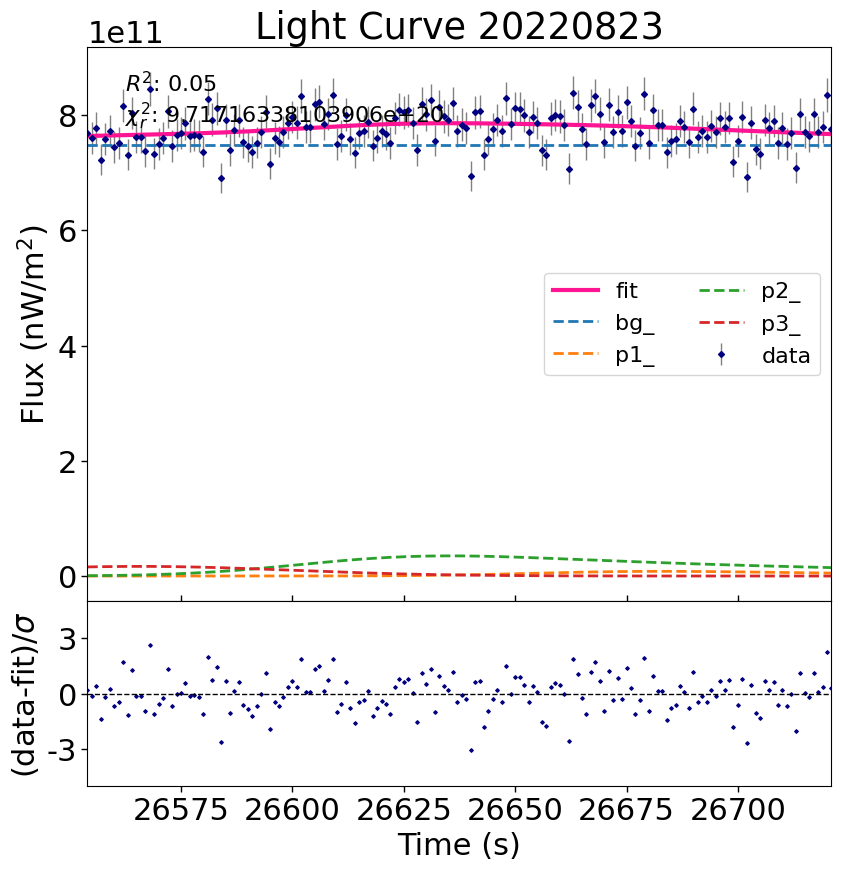 Light Curve 20220823
1e11
R²: 0.05
χᵣ²: 9.717163381039​06e+20
8
6
4
2
0
Flux (nW/m²)
fit
bg_
p1_
p2_
p3_
data
3
0
-3
(data-fit)/σ
26575 26600 26625 26650 26675 26700
Time (s)